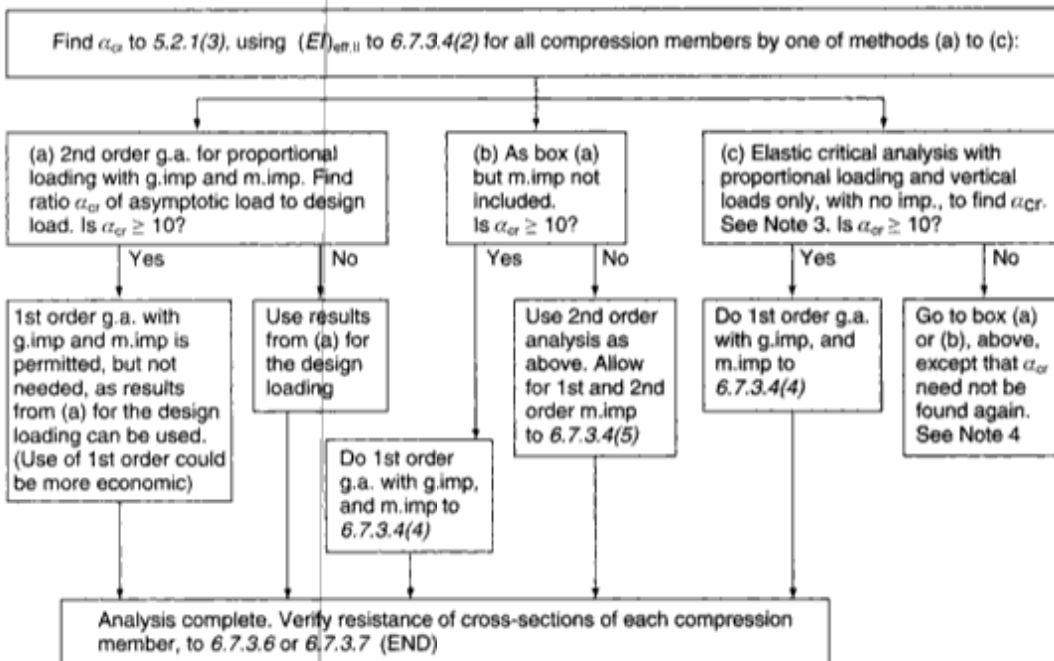 Find αcr to 5.2.1(3), using (EI)eff,II to 6.7.3.4(2) for all compression members by one of methods (a) to (c):
(a) 2nd order g.a. for proportional
loading with g.imp and m.imp. Find
ratio αcr of asymptotic load to design
load. Is αcr ≥ 10?
(b) As box (a)
but m.imp not
included.
Is αcr ≥ 10?
(c) Elastic critical analysis with
proportional loading and vertical
loads only, with no imp., to find αcr.
See Note 3. Is αcr ≥ 10?
Yes
No
Yes
No
Yes
No
1st order g.a. with
g.imp and m.imp is
permitted, but not
needed, as results
from (a) for the design
loading can be used.
(Use of 1st order could
be more economic)
Use results
from (a) for
the design
loading
Do 1st order
g.a. with g.imp,
and m.imp to
6.7.3.4(4)
Use 2nd order
analysis as
above. Allow
for 1st and 2nd
order m.imp
to 6.7.3.4(5)
Do 1st order g.a.
with g.imp, and
m.imp to
6.7.3.4(4)
Go to box (a)
or (b), above,
except that αcr
need not be
found again.
See Note 4
Analysis complete. Verify resistance of cross-sections of each compression
member, to 6.7.3.6 or 6.7.3.7 (END)